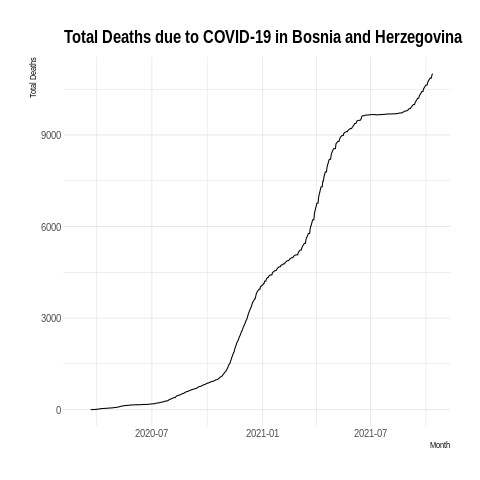 Total Deaths due to COVID-19 in Bosnia and Herzegovina
Total Deaths
9000
6000
3000
0
2020-07
2021-01
2021-07
Month